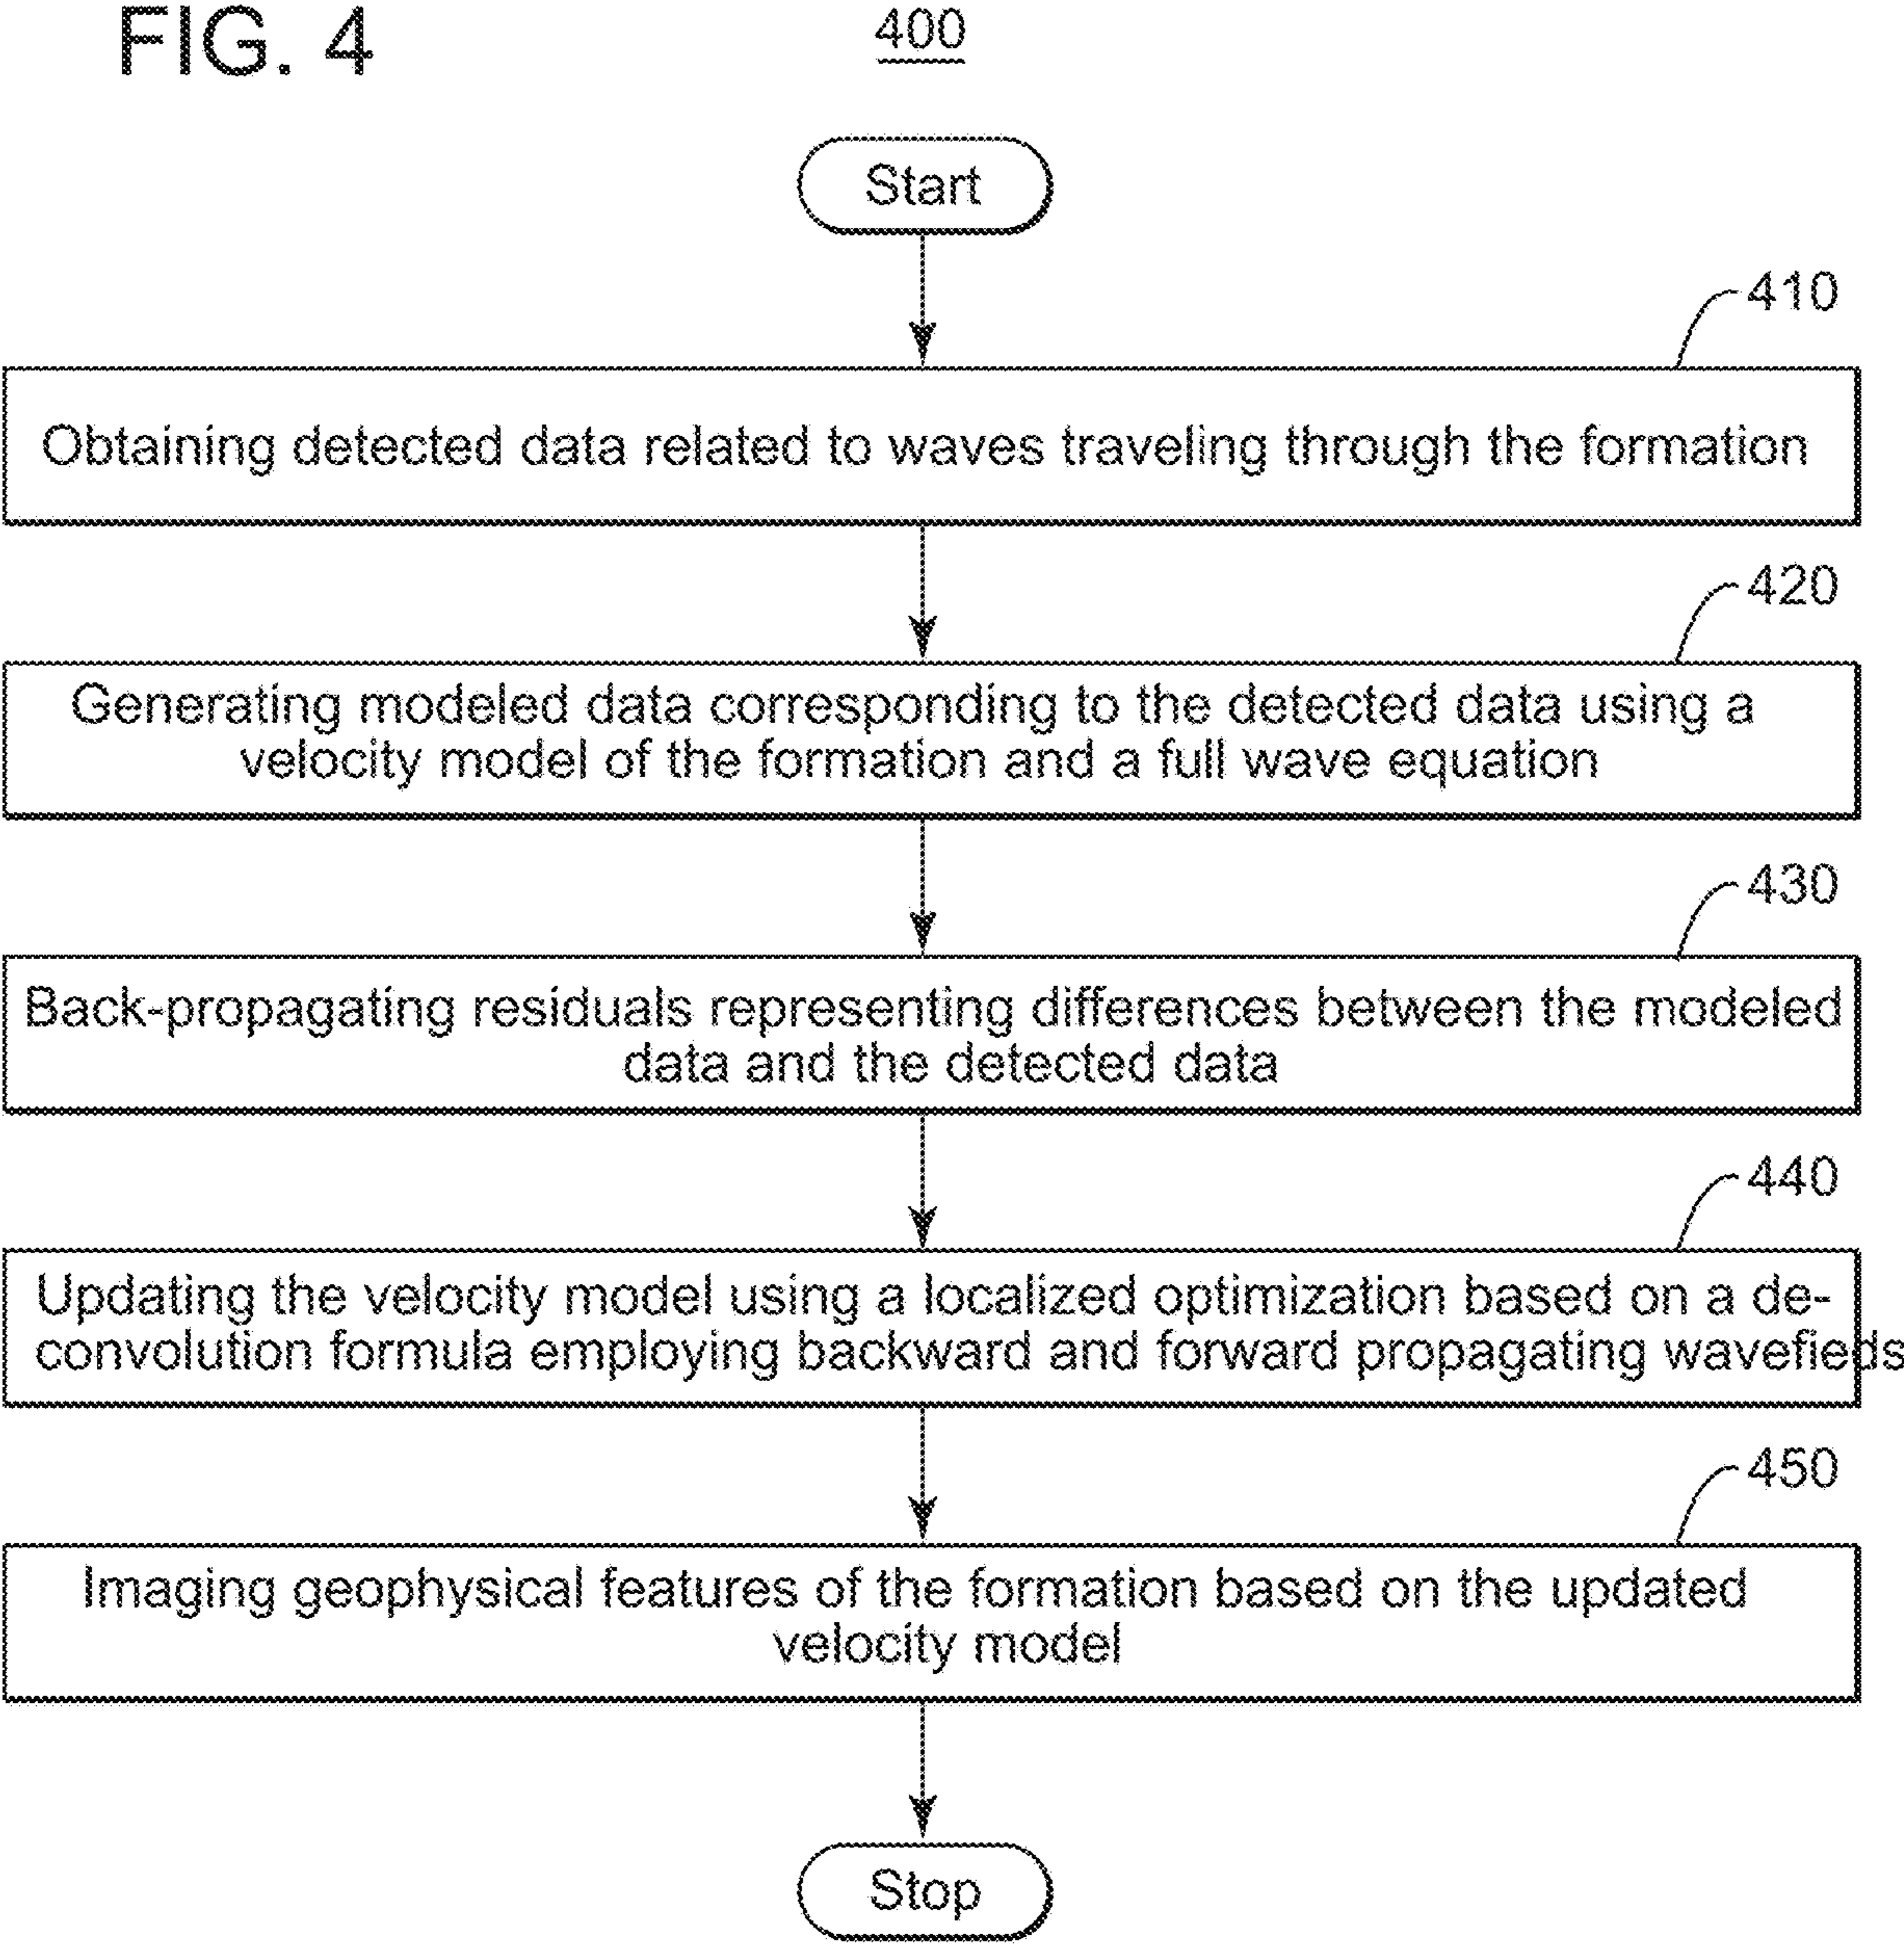 FIG. 4
400
Start
410
Obtaining detected data related to waves traveling through the formation
420
Generating modeled data corresponding to the detected data using a
velocity model of the formation and a full wave equation
430
Back-propagating residuals representing differences between the modeled
data and the detected data
440
Updating the velocity model using a localized optimization based on a de-
convolution formula employing backward and forward propagating wavefieds
450
Imaging geophysical features of the formation based on the updated
velocity model
Stop